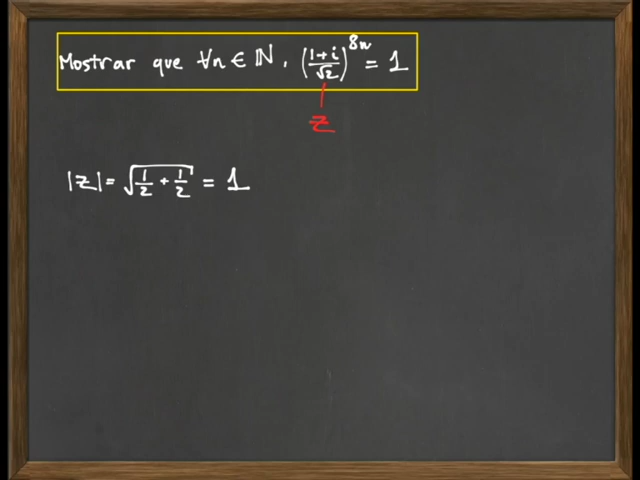 Mostrar que ∀n ∈ ℕ, (1+i/√2)^8n = 1
z
|z| = √(1/2 + 1/2) = 1